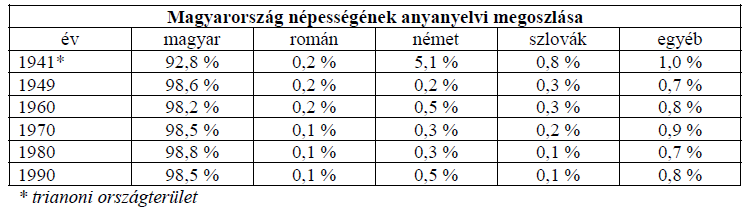 Magyarország népességének anyanyelvi megoszlása
év magyar román német szlovák egyéb
1941* 92,8 % 0,2 % 5,1 % 0,8 % 1,0 %
1949 98,6 % 0,2 % 0,2 % 0,3 % 0,7 %
1960 98,2 % 0,2 % 0,5 % 0,3 % 0,8 %
1970 98,5 % 0,1 % 0,3 % 0,2 % 0,9 %
1980 98,8 % 0,1 % 0,3 % 0,1 % 0,7 %
1990 98,5 % 0,1 % 0,5 % 0,1 % 0,8 %
* trianoni országterület